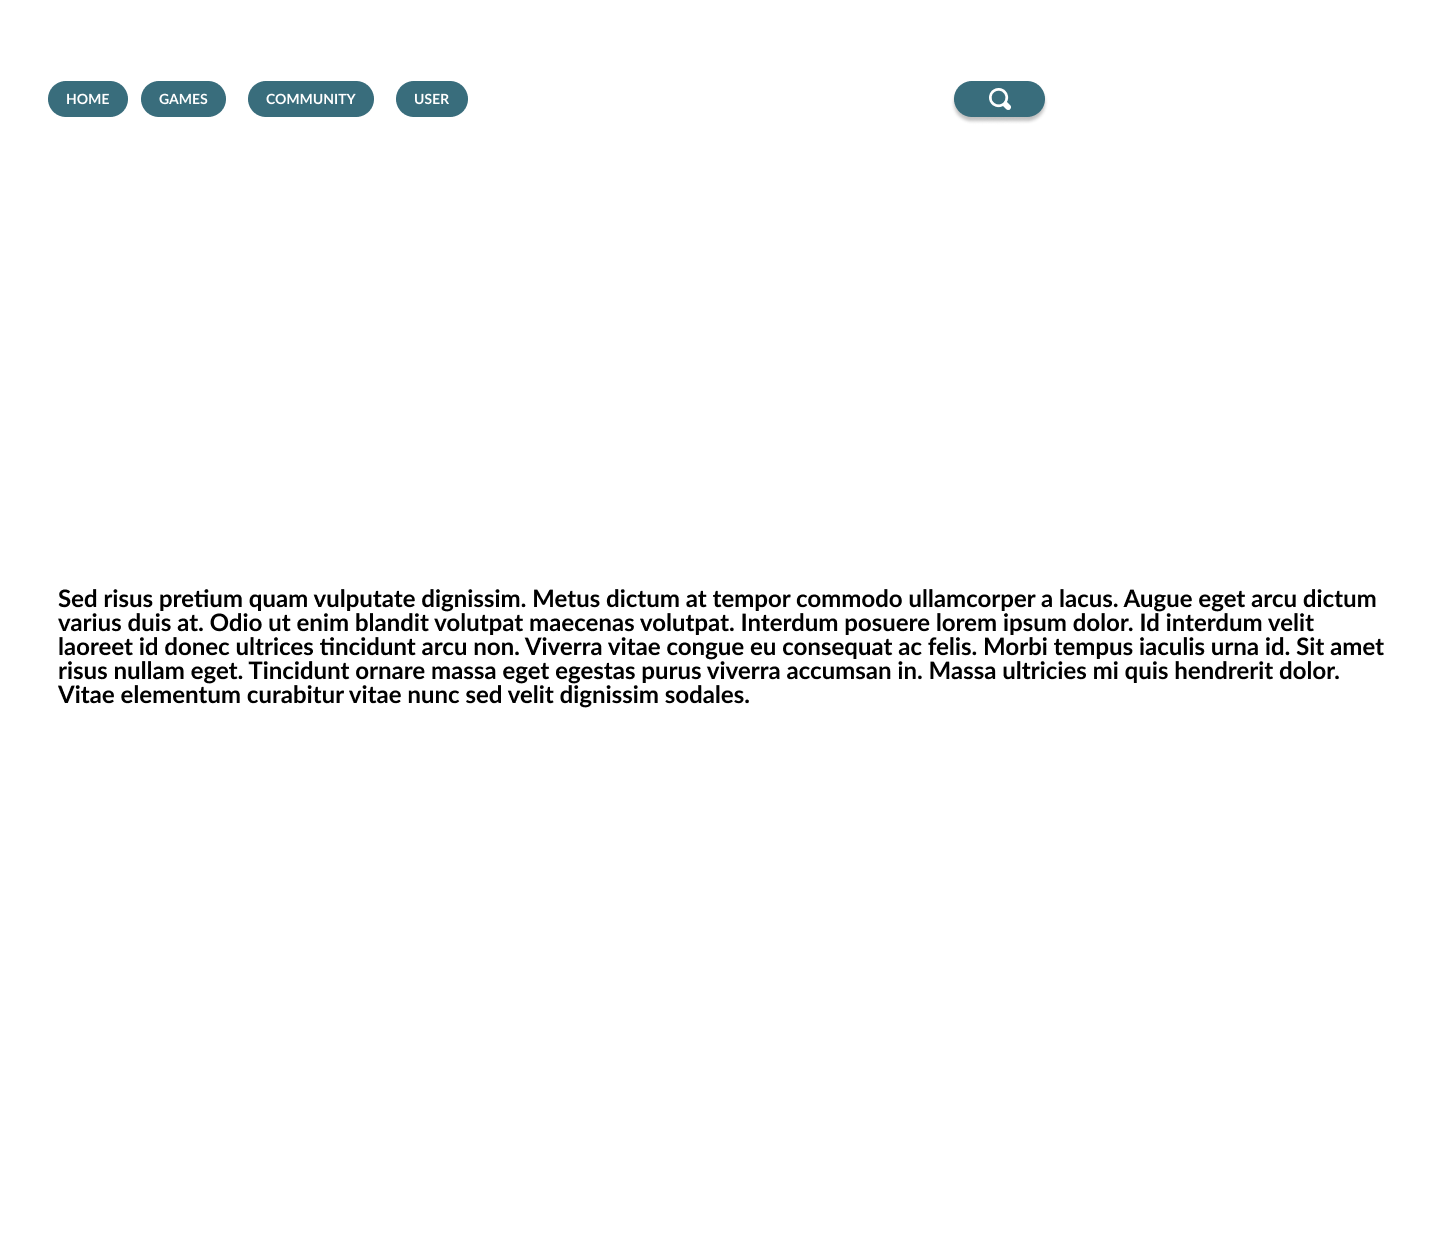 HOME GAMES COMMUNITY USER
Sed risus pretium quam vulputate dignissim. Metus dictum at tempor commodo ullamcorper a lacus. Augue eget arcu dictum
varius duis at. Odio ut enim blandit volutpat maecenas volutpat. Interdum posuere lorem ipsum dolor. Id interdum velit
laoreet id donec ultrices tincidunt arcu non. Viverra vitae congue eu consequat ac felis. Morbi tempus iaculis urna id. Sit amet
risus nullam eget. Tincidunt ornare massa eget egestas purus viverra accumsan in. Massa ultricies mi quis hendrerit dolor.
Vitae elementum curabitur vitae nunc sed velit dignissim sodales.